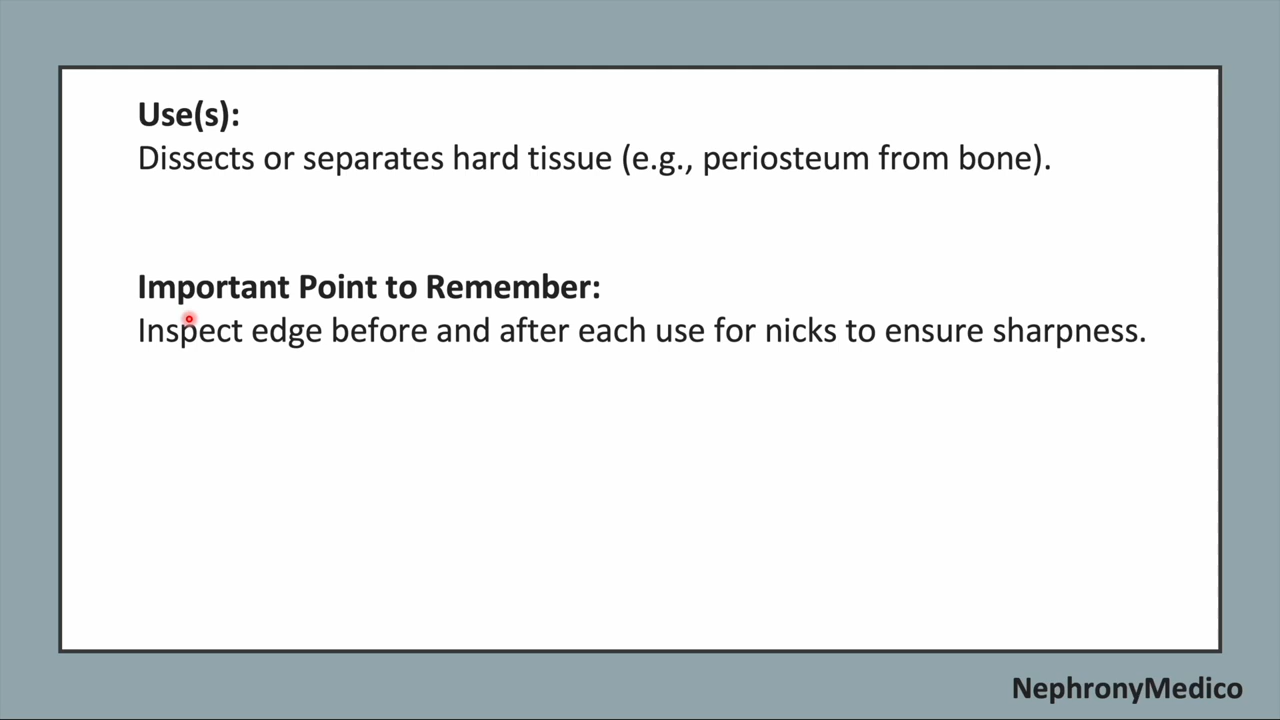 Use(s):
Dissects or separates hard tissue (e.g., periosteum from bone).
Important Point to Remember:
Inspect edge before and after each use for nicks to ensure sharpness.
NephronyMedico